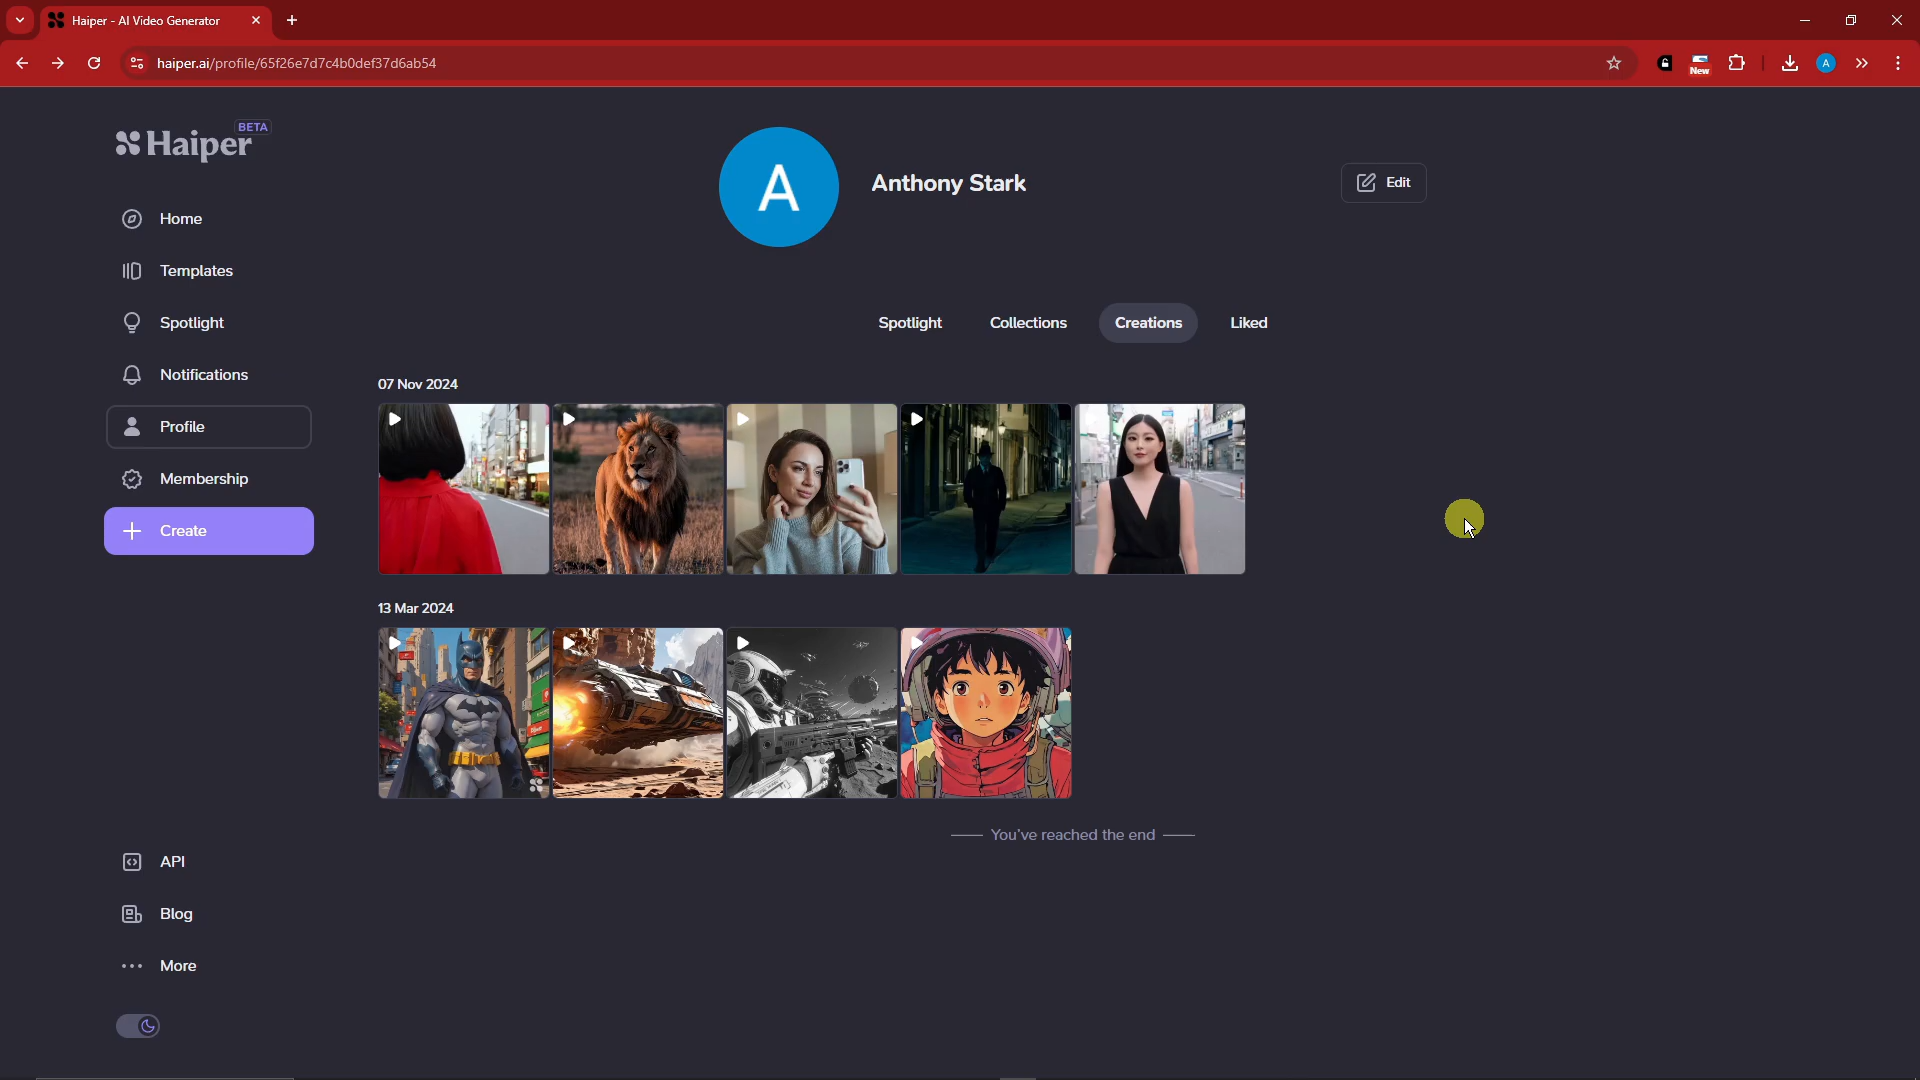 Haiper - AI Video Generator
haiper.ai/profile/65f26e7d7c4b0def37d6ab54
New
A
Haiper BETA
Home
Templates
Spotlight
Notifications
Profile
Membership
Create
API
Blog
More
A
Anthony Stark
Edit
Spotlight
Collections
Creations
Liked
07 Nov 2024
13 Mar 2024
You've reached the end